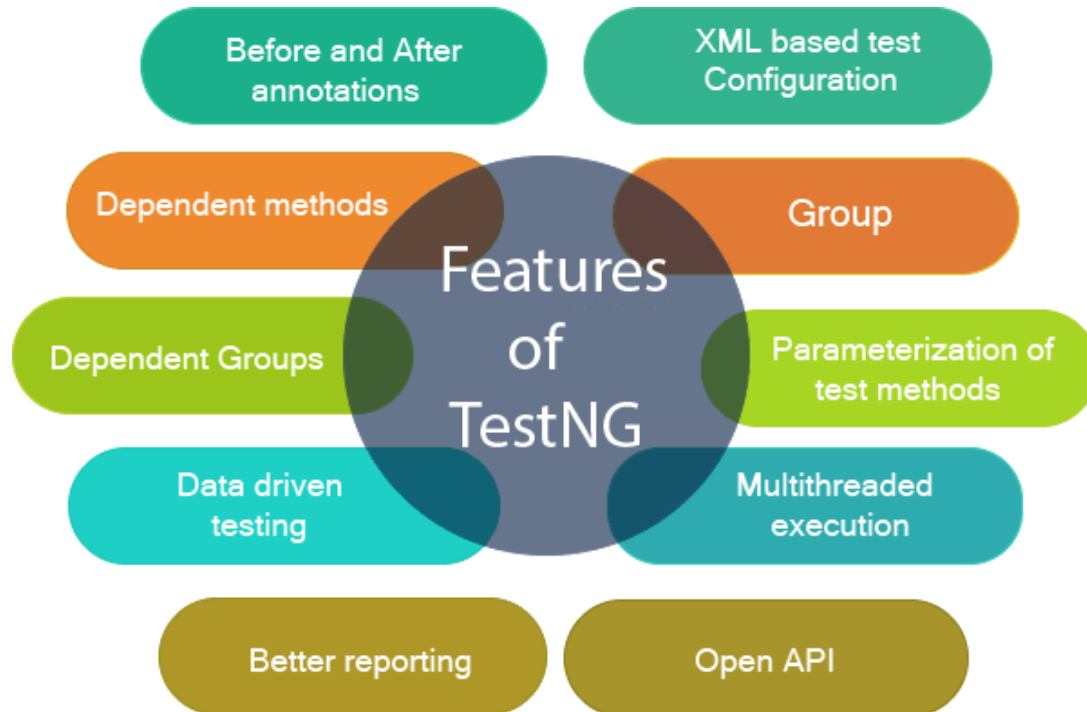 Before and After
annotations
XML based test
Configuration
Dependent methods
Group
Features
of
TestNG
Dependent Groups
Parameterization of
test methods
Data driven
testing
Multithreaded
execution
Better reporting
Open API